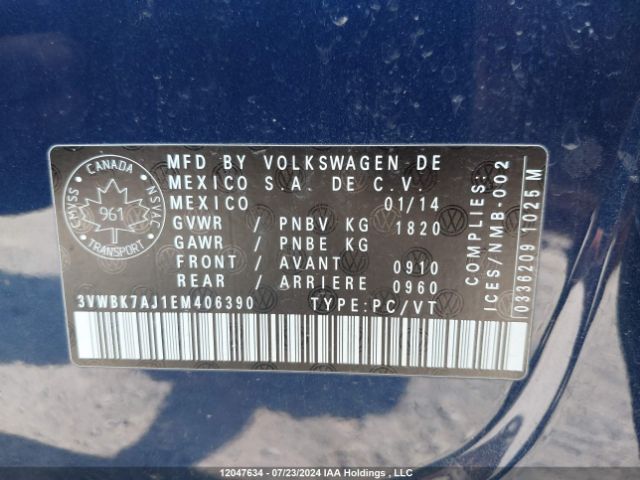 MFD BY VOLKSWAGEN DE
MEXICO S.A. DE C.V.
MEXICO 01/14
GVWR / PNBV KG 1820
GAWR / PNBE KG
FRONT / AVANT 0910
REAR / ARRIERE 0960
3VWBK7AJ1EM406390 TYPE:PC/VT
COMPLIES:
ICES/NMB-002
0336209 1025 M
CANADA
CMVSS
961
NSVAC
TRANSPORT
12047634 - 07/23/2024 IAA Holdings , LLC